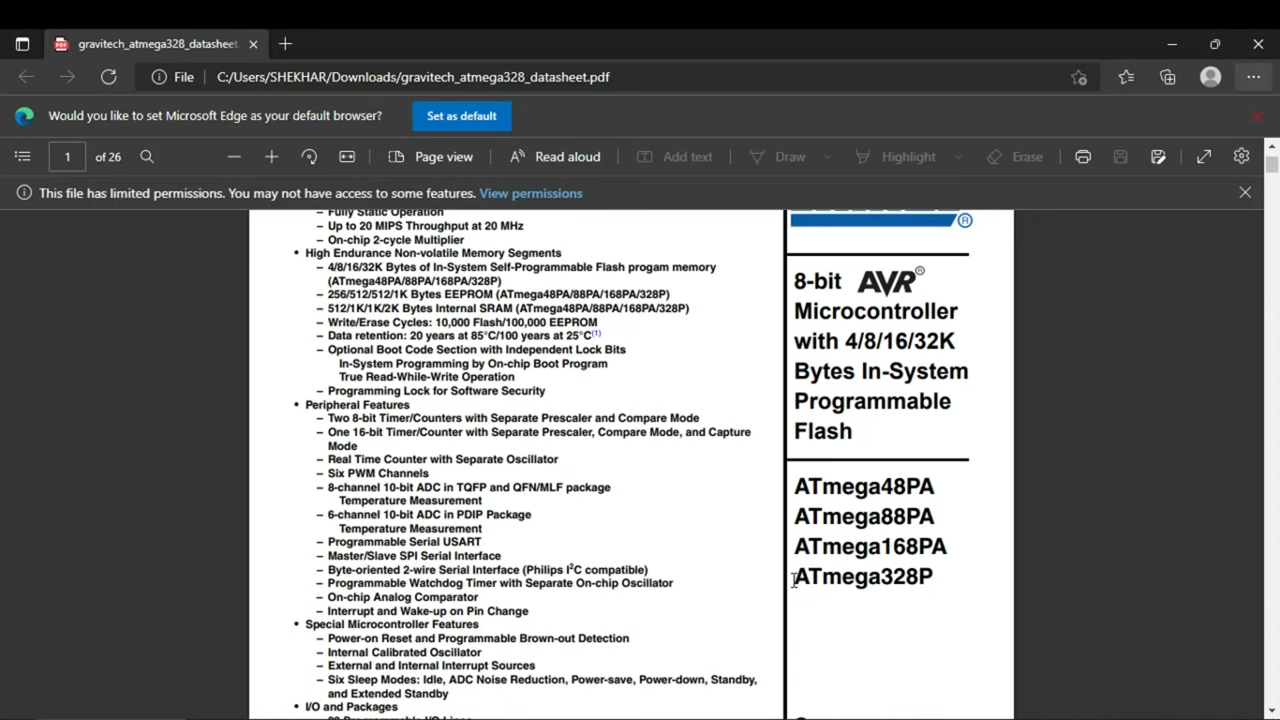 gravitech_atmega328_datasheet.
File C:/Users/SHEKHAR/Downloads/gravitech_atmega328_datasheet.pdf
Would you like to set Microsoft Edge as your default browser? Set as default
1 of 26 Page view Read aloud Add text Draw Highlight Erase
This file has limited permissions. You may not have access to some features. View permissions
– Fully Static Operation
– Up to 20 MIPS Throughput at 20 MHz
– On-chip 2-cycle Multiplier
• High Endurance Non-volatile Memory Segments
– 4/8/16/32K Bytes of In-System Self-Programmable Flash progam memory
(ATmega48PA/88PA/168PA/328P)
– 256/512/512/1K Bytes EEPROM (ATmega48PA/88PA/168PA/328P)
– 512/1K/1K/2K Bytes Internal SRAM (ATmega48PA/88PA/168PA/328P)
– Write/Erase Cycles: 10,000 Flash/100,000 EEPROM
– Data retention: 20 years at 85°C/100 years at 25°C(1)
– Optional Boot Code Section with Independent Lock Bits
In-System Programming by On-chip Boot Program
True Read-While-Write Operation
– Programming Lock for Software Security
• Peripheral Features
– Two 8-bit Timer/Counters with Separate Prescaler and Compare Mode
– One 16-bit Timer/Counter with Separate Prescaler, Compare Mode, and Capture
Mode
– Real Time Counter with Separate Oscillator
– Six PWM Channels
– 8-channel 10-bit ADC in TQFP and QFN/MLF package
Temperature Measurement
– 6-channel 10-bit ADC in PDIP Package
Temperature Measurement
– Programmable Serial USART
– Master/Slave SPI Serial Interface
– Byte-oriented 2-wire Serial Interface (Philips I²C compatible)
– Programmable Watchdog Timer with Separate On-chip Oscillator
– On-chip Analog Comparator
– Interrupt and Wake-up on Pin Change
• Special Microcontroller Features
– Power-on Reset and Programmable Brown-out Detection
– Internal Calibrated Oscillator
– External and Internal Interrupt Sources
– Six Sleep Modes: Idle, ADC Noise Reduction, Power-save, Power-down, Standby,
and Extended Standby
• I/O and Packages
®
8-bit AVR®
Microcontroller
with 4/8/16/32K
Bytes In-System
Programmable
Flash
ATmega48PA
ATmega88PA
ATmega168PA
ATmega328P